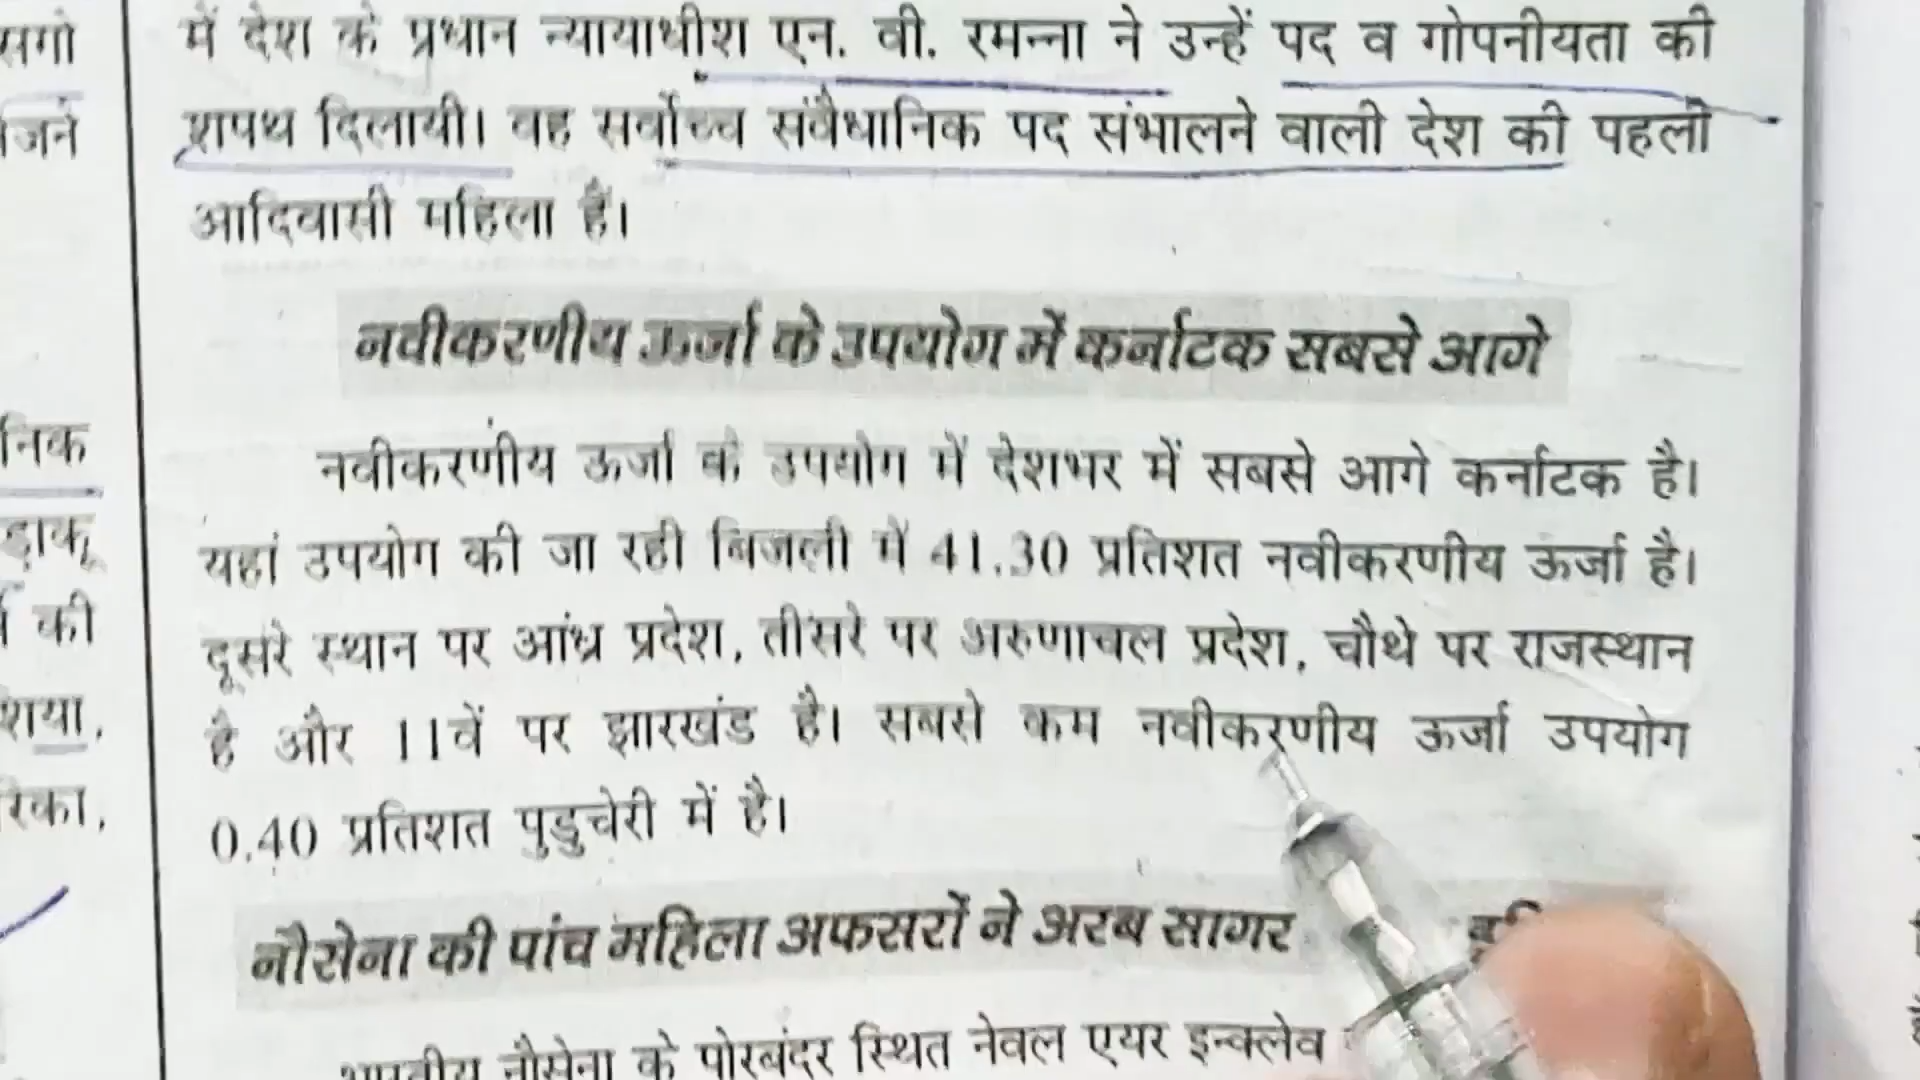 सगो
जने
निक
डाकू
की
शया,
रिका,
में देश के प्रधान न्यायाधीश एन. वी. रमन्ना ने उन्हें पद व गोपनीयता की
शपथ दिलायी। वह सर्वोच्च संवैधानिक पद संभालने वाली देश की पहली
आदिवासी महिला हैं।
नवीकरणीय ऊर्जा के उपयोग में कर्नाटक सबसे आगे
नवीकरणीय ऊर्जा के उपयोग में देशभर में सबसे आगे कर्नाटक है।
यहां उपयोग की जा रही बिजली में 41.30 प्रतिशत नवीकरणीय ऊर्जा है।
दूसरे स्थान पर आंध्र प्रदेश, तीसरे पर अरुणाचल प्रदेश, चौथे पर राजस्थान
है और 11वें पर झारखंड है। सबसे कम नवीकरणीय ऊर्जा उपयोग
0.40 प्रतिशत पुडुचेरी में है।
नौसेना की पांच महिला अफसरों ने अरब सागर
भारतीय नौसेना के पोरबंदर स्थित नेवल एयर इन्क्लेव